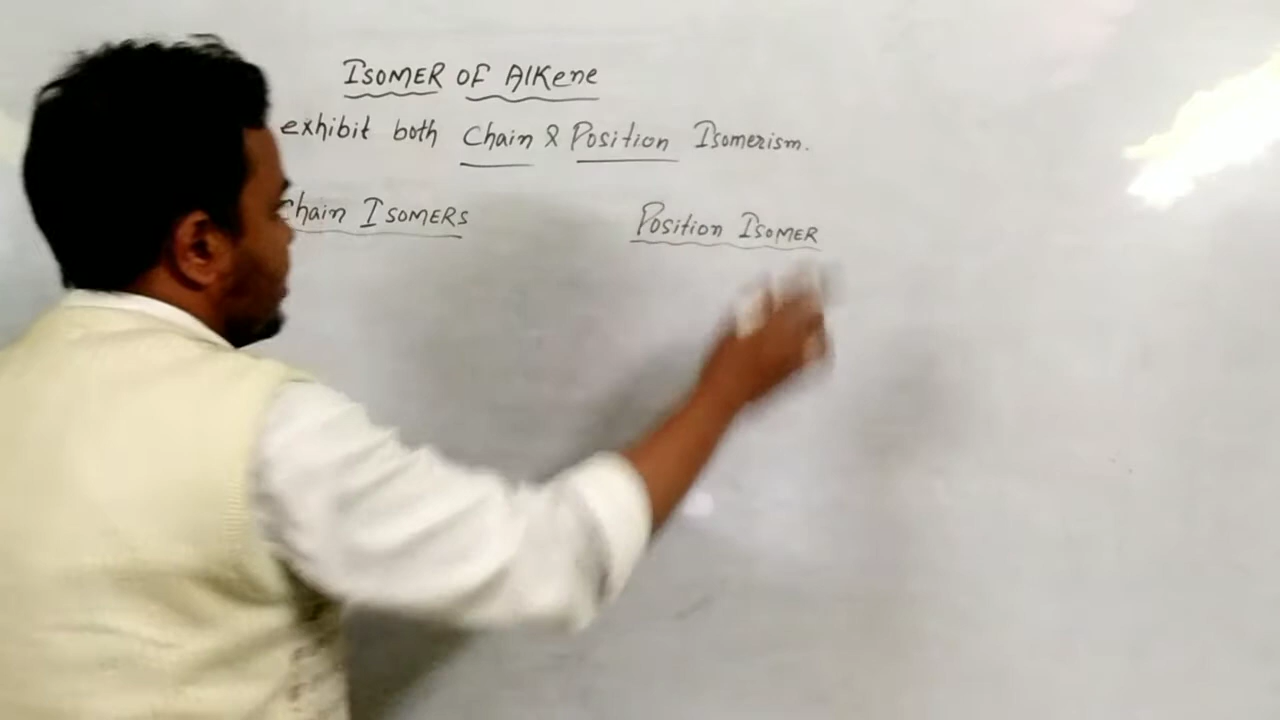 ISOMER OF Alkene
exhibit both Chain & Position Isomerism.
Chain ISOMERS
Position ISOMER